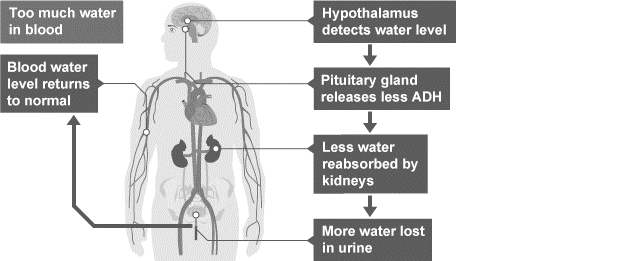 Too much water
in blood
Hypothalamus
detects water level
Blood water
level returns
to normal
Pituitary gland
releases less ADH
Less water
reabsorbed by
kidneys
More water lost
in urine